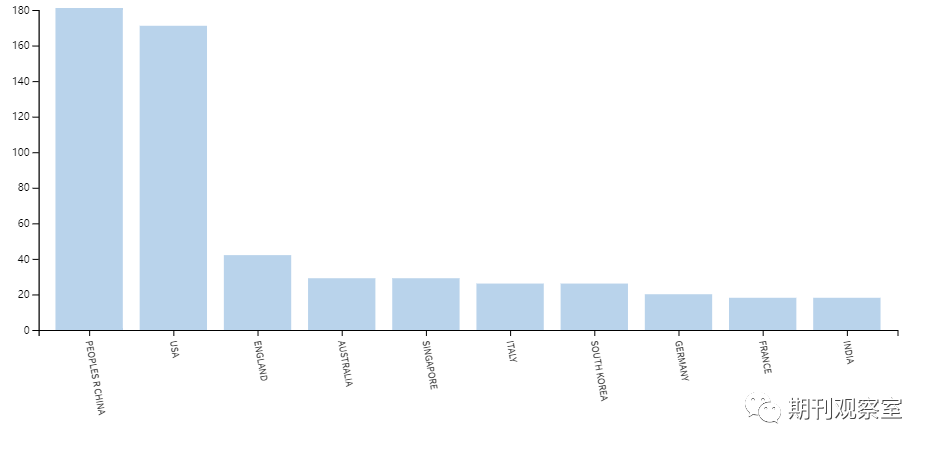 180
160
140
120
100
80
60
40
20
0
PEOPLES R CHINA
USA
ENGLAND
AUSTRALIA
SINGAPORE
ITALY
SOUTH KOREA
GERMANY
FRANCE
INDIA
期刊观察室